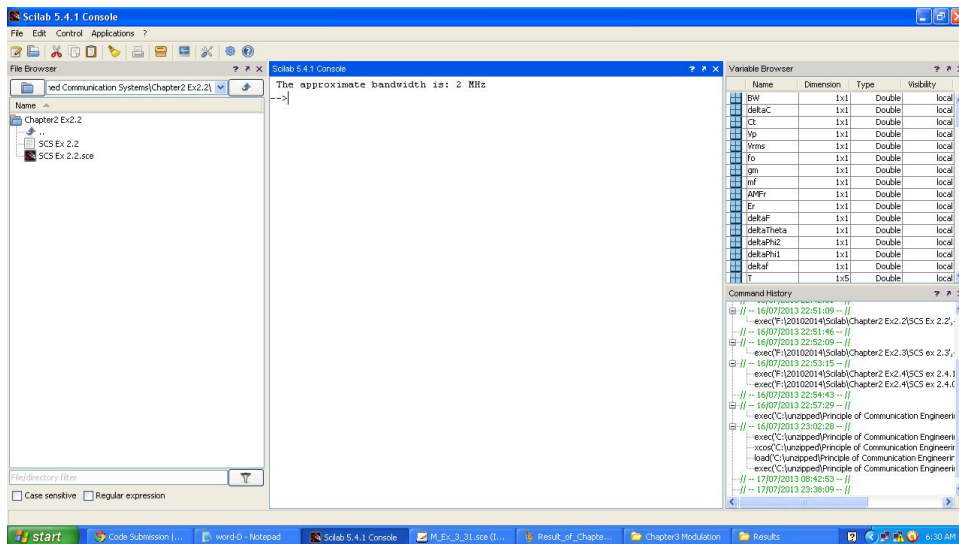 Scilab 5.4.1 Console
File Edit Control Applications ?
File Browser
ned Communication Systems\Chapter2 Ex2.2\
Name
Chapter2 Ex2.2
..
SCS Ex 2.2
SCS Ex 2.2.sce
File/directory filter
Case sensitive Regular expression
Scilab 5.4.1 Console
The approximate bandwidth is: 2 MHz
-->
Variable Browser
Name Dimension Type Visibility
BW 1x1 Double local
deltaC 1x1 Double local
Ct 1x1 Double local
Vp 1x1 Double local
Vrms 1x1 Double local
fo 1x1 Double local
gm 1x1 Double local
mf 1x1 Double local
AMFr 1x1 Double local
Er 1x1 Double local
deltaF 1x1 Double local
deltaTheta 1x1 Double local
deltaPhi2 1x1 Double local
deltaPhi1 1x1 Double local
deltaf 1x1 Double local
T 1x5 Double local
Command History
// -- 16/07/2013 22:51:09 -- //
exec('F:\20102014\Scilab\Chapter2 Ex2.2\SCS Ex 2.2',
// -- 16/07/2013 22:51:46 -- //
// -- 16/07/2013 22:52:09 -- //
exec('F:\20102014\Scilab\Chapter2 Ex2.3\SCS ex 2.3',
// -- 16/07/2013 22:53:15 -- //
exec('F:\20102014\Scilab\Chapter2 Ex2.4\SCS ex 2.4.1
exec('F:\20102014\Scilab\Chapter2 Ex2.4\SCS ex 2.4.(
// -- 16/07/2013 22:54:43 -- //
// -- 16/07/2013 22:57:29 -- //
exec('C:\unzipped\Principle of Communication Engineerin
// -- 16/07/2013 23:02:28 -- //
exec('C:\unzipped\Principle of Communication Engineerin
xcos('C:\unzipped\Principle of Communication Engineerin
load('C:\unzipped\Principle of Communication Engineerin
exec('C:\unzipped\Principle of Communication Engineerin
// -- 17/07/2013 08:42:53 -- //
// -- 17/07/2013 23:38:09 -- //
start Code Submission |... word-D - Notepad Scilab 5.4.1 Console M_Ex_3_31.sce (I... Result_of_Chapte... Chapter3 Modulation Results 6:30 AM